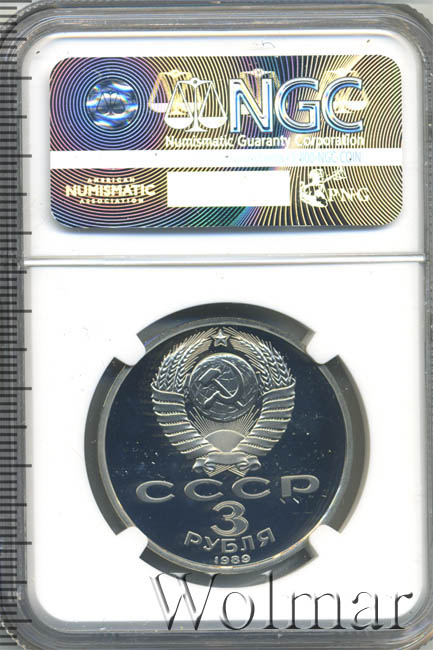 NGC
Numismatic Guaranty Corporation
AMERICAN
NUMISMATIC
ASSOCIATION
PNG
СССР
3
РУБЛЯ
1989
Wolmar